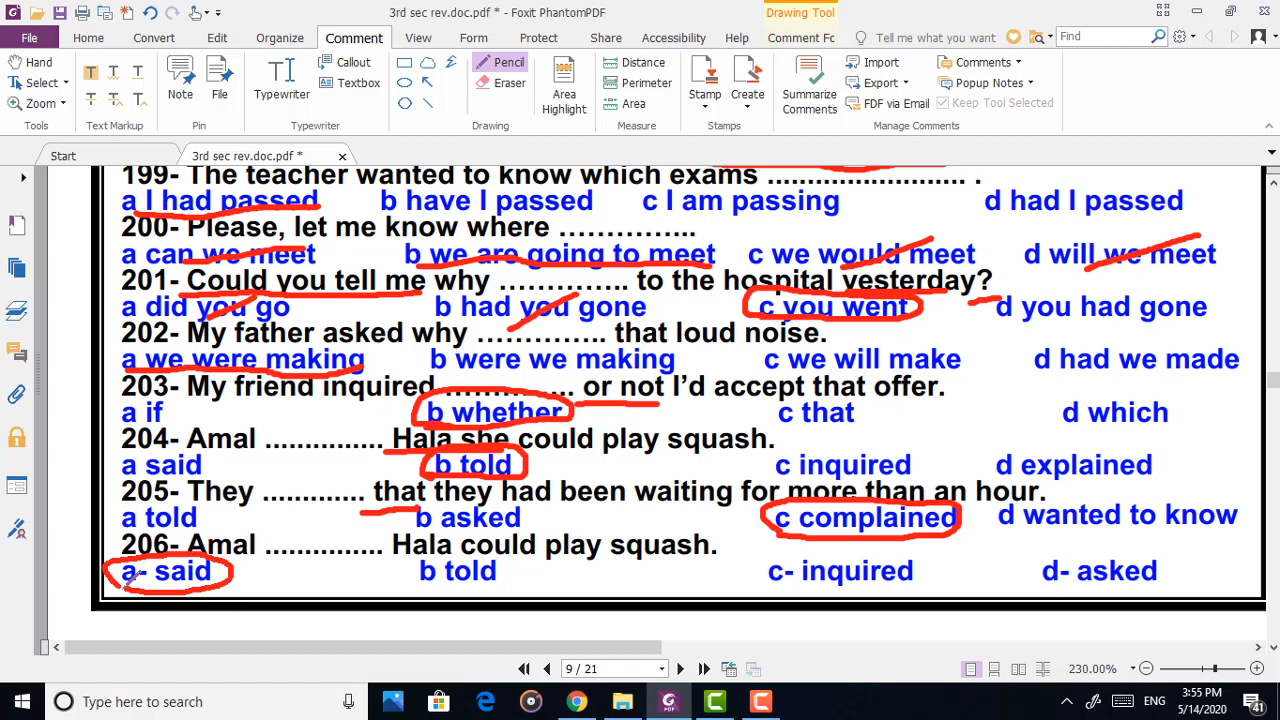 3rd sec rev.doc.pdf * - Foxit PhantomPDF
Drawing Tool
File Home Convert Edit Organize Comment View Form Protect Share Accessibility Help Comment Fc Tell me what you want Find
Hand
Select
Zoom
Tools
Text Markup
Note
File
Pin
Typewriter
Callout
Textbox
Typewriter
Pencil
Eraser
Drawing
Area Highlight
Distance
Perimeter
Area
Measure
Stamp
Create
Stamps
Summarize Comments
Import
Export
FDF via Email
Comments
Popup Notes
Keep Tool Selected
Manage Comments
Start 3rd sec rev.doc.pdf *
199- The teacher wanted to know which exams ........................ .
a I had passed b have I passed c I am passing d had I passed
200- Please, let me know where …………...
a can we meet b we are going to meet c we would meet d will we meet
201- Could you tell me why ………….. to the hospital yesterday?
a did you go b had you gone c you went d you had gone
202- My father asked why ………….. that loud noise.
a we were making b were we making c we will make d had we made
203- My friend inquired ………….. or not I’d accept that offer.
a if b whether c that d which
204- Amal .............. Hala she could play squash.
a said b told c inquired d explained
205- They ............ that they had been waiting for more than an hour.
a told b asked c complained d wanted to know
206- Amal .............. Hala could play squash.
a- said b told c- inquired d- asked
9 / 21
230.00%
Type here to search
ENG
3:55 PM
5/14/2020
41